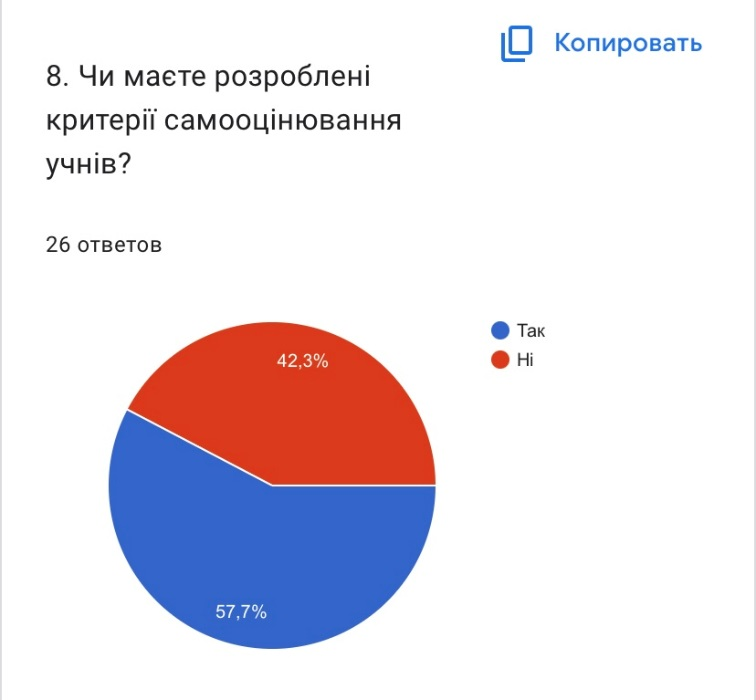 Копировать
8. Чи маєте розроблені
критерії самооцінювання
учнів?
26 ответов
Так
Ні
42,3%
57,7%